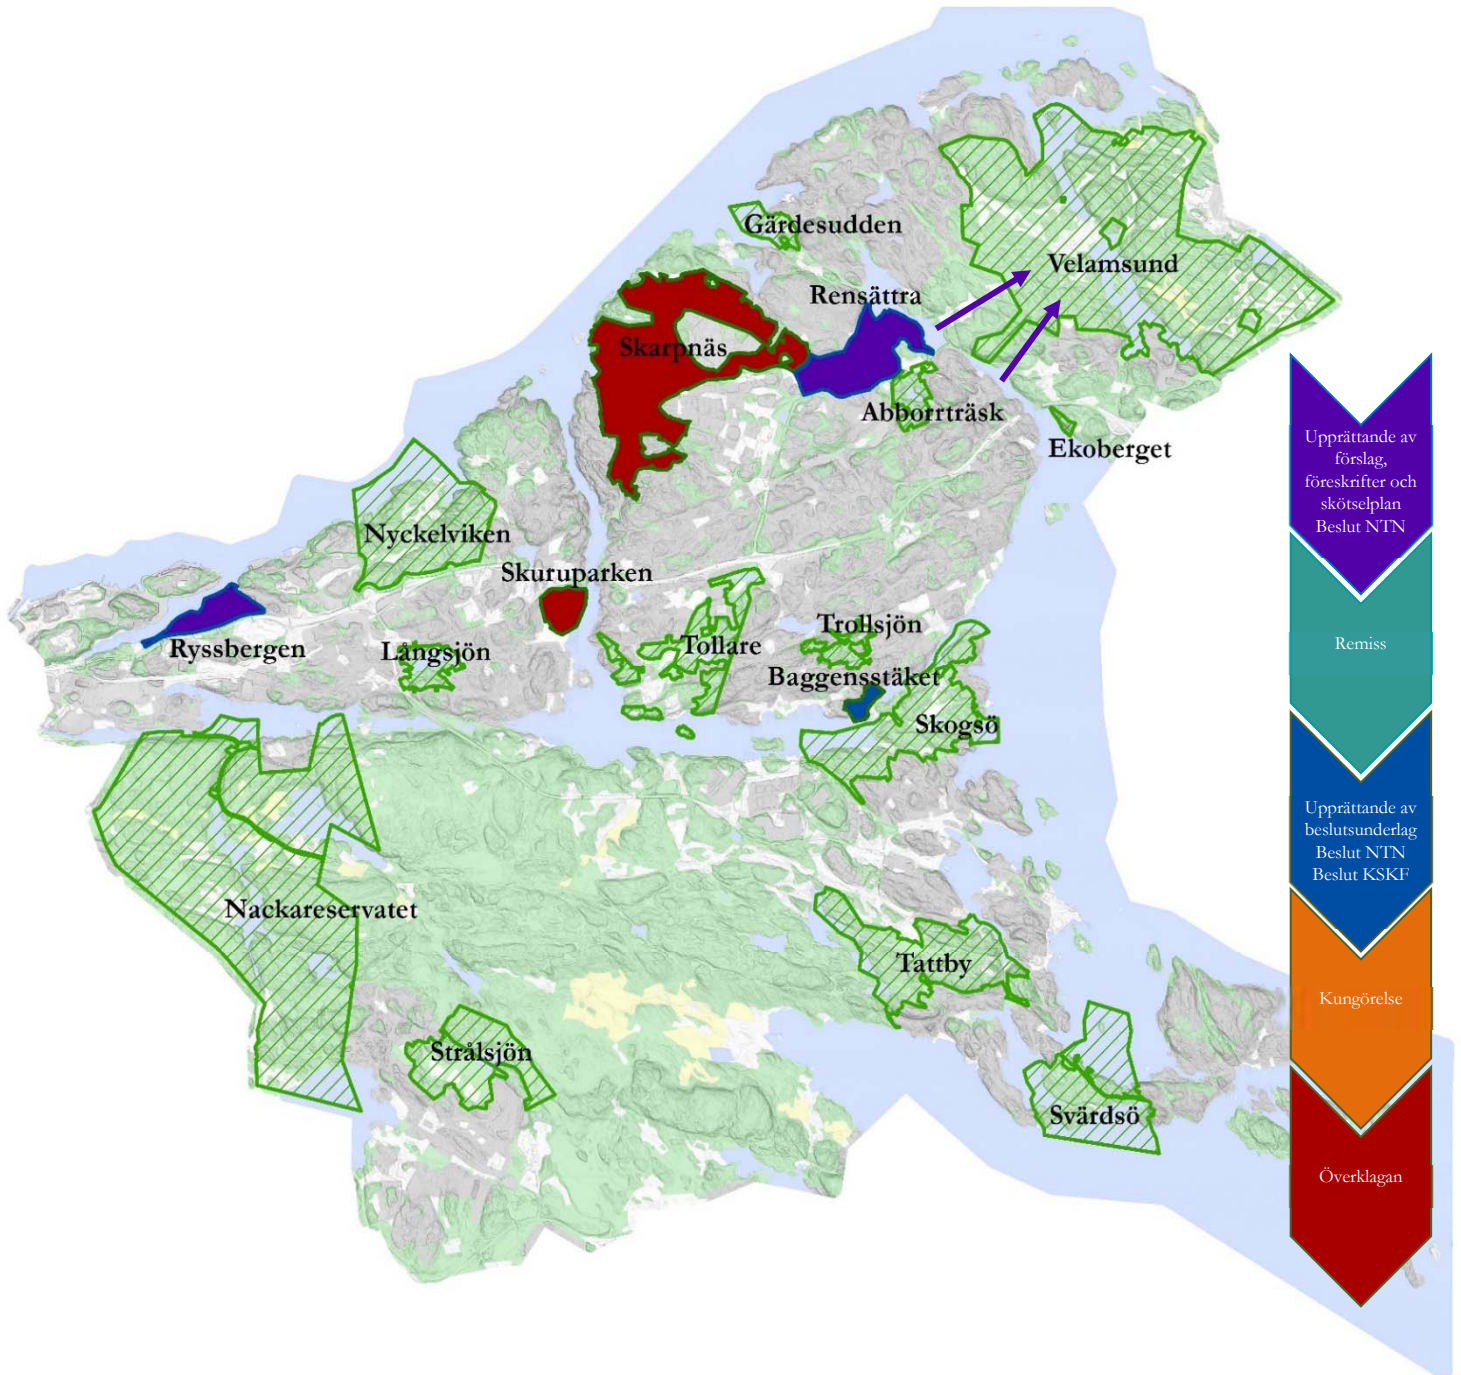 Gärdesudden
Velamsund
Rensättra
Skarpnäs
Abborrträsk
Ekoberget
Nyckelviken
Skuruparken
Ryssbergen
Långsjön
Tollare
Trollsjön
Baggensstäket
Skogsö
Nackareservatet
Tattby
Strålsjön
Svärdsö
Upprättande av
förslag,
föreskrifter och
skötselplan
Beslut NTN
Remiss
Upprättande av
beslutsunderlag
Beslut NTN
Beslut KSKF
Kungörelse
Överklagan